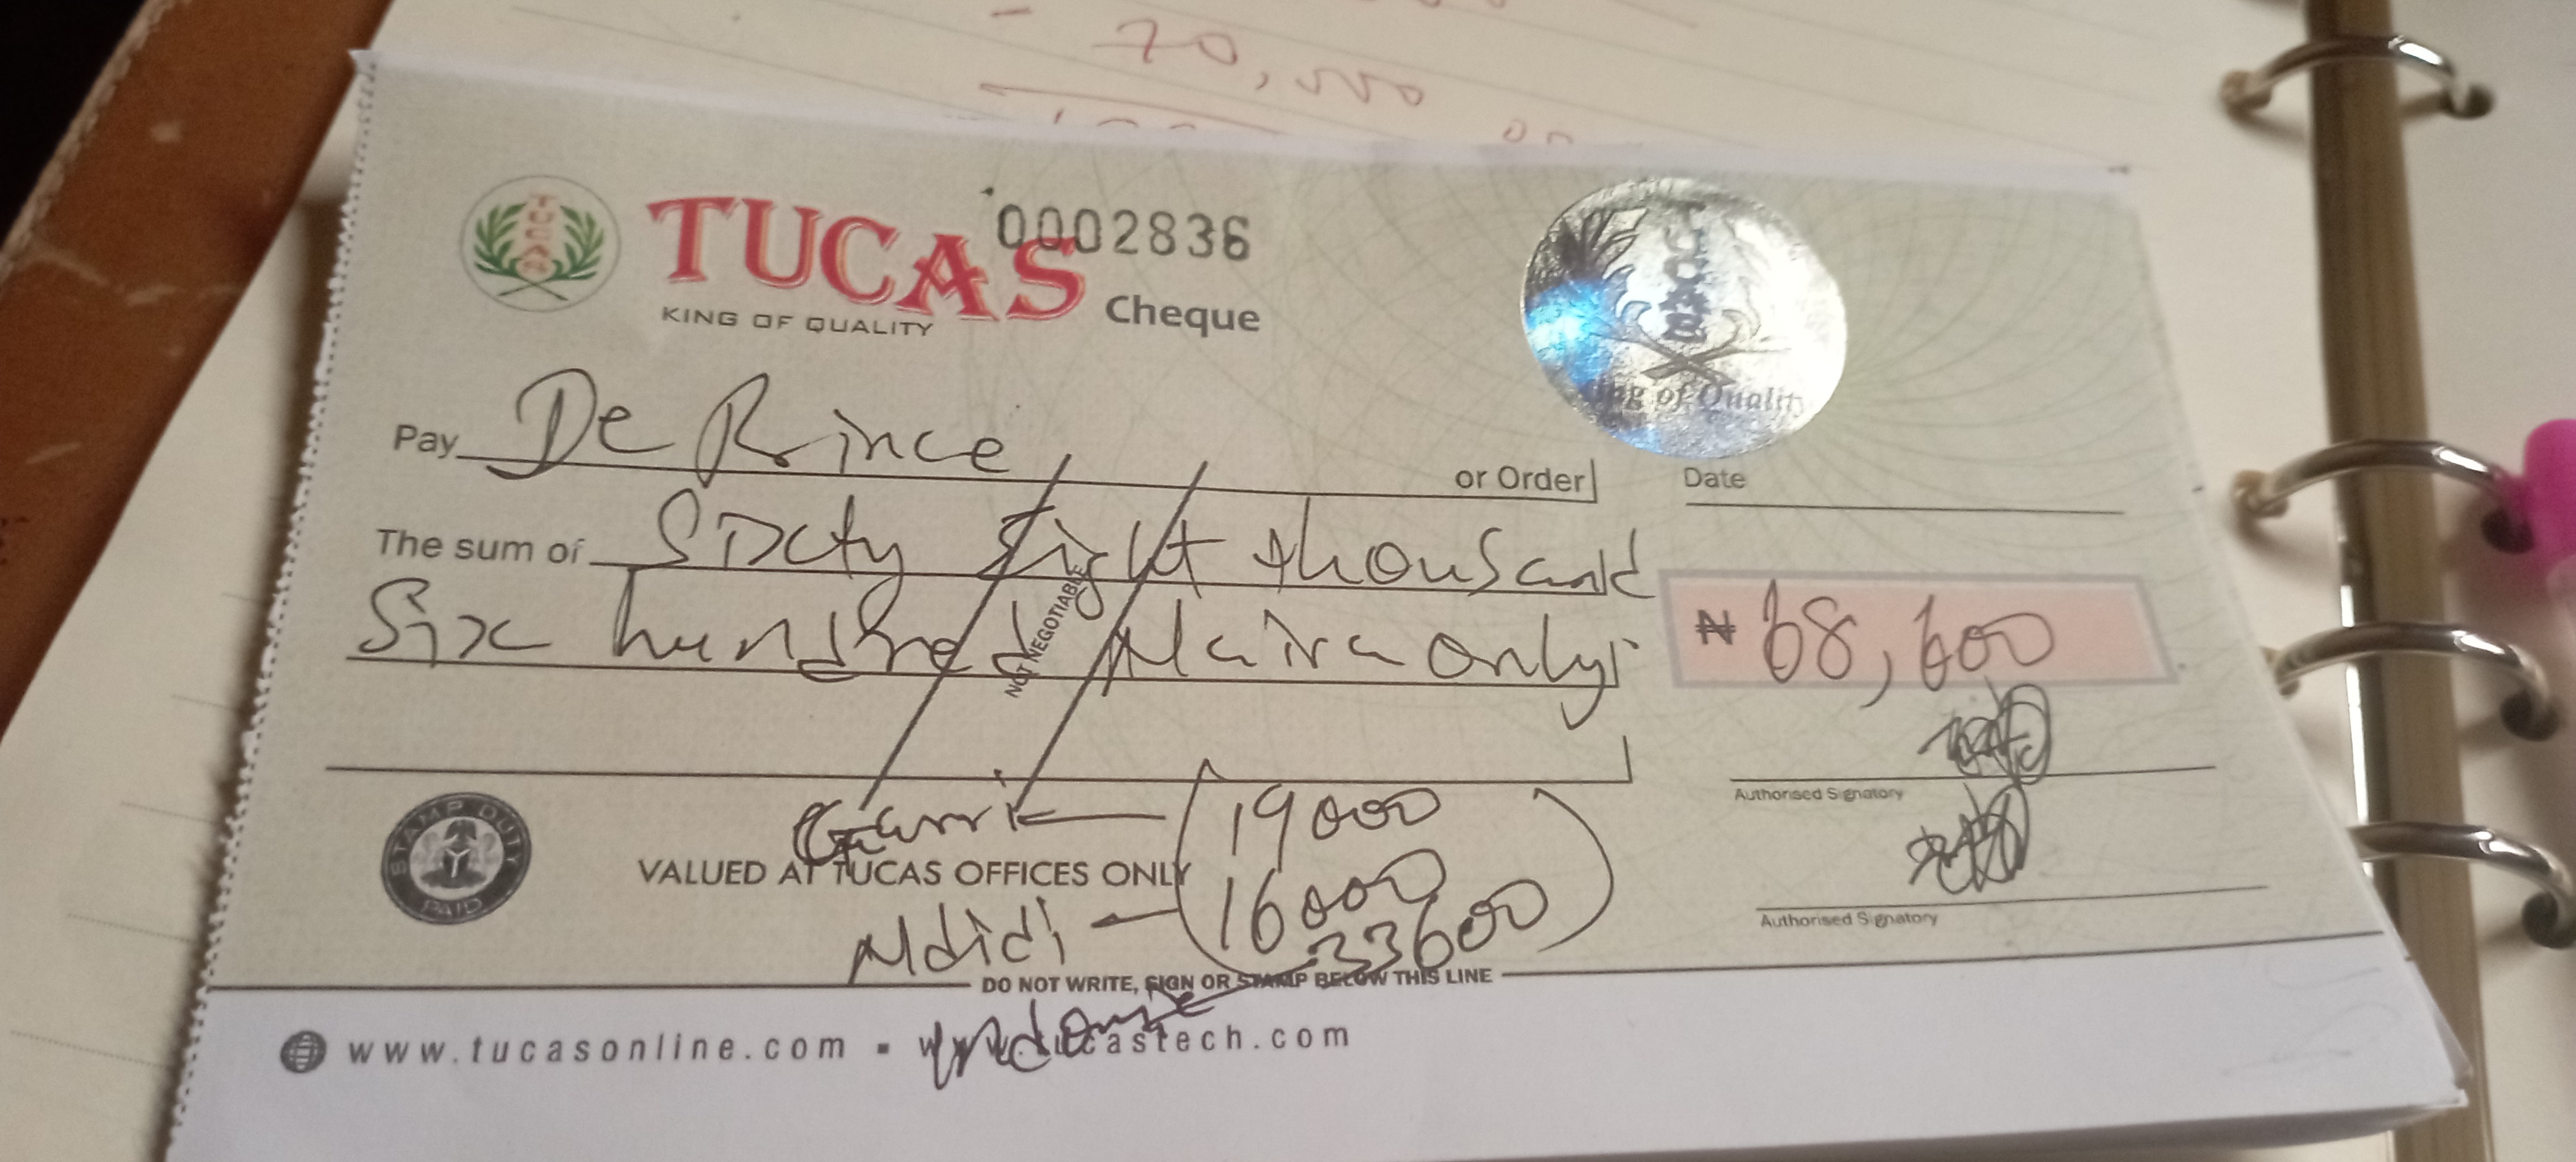 - 70,000
TUCAS
0002836
TUCAS
KING OF QUALITY
Cheque
TUCAS
King of Quality
Pay De Prince or Order
Date
The sum of Sixty Eight thousand
Six hundred Naira only
₦ 68,600
NOT NEGOTIABLE
Authorised Signatory
Garri 19000
VALUED AT TUCAS OFFICES ONLY
STAMP DUTY
PAID
Ndidi 16000
33600
Authorised Signatory
DO NOT WRITE, SIGN OR STAMP BELOW THIS LINE
www.tucasonline.com ▪ www.tucastech.com